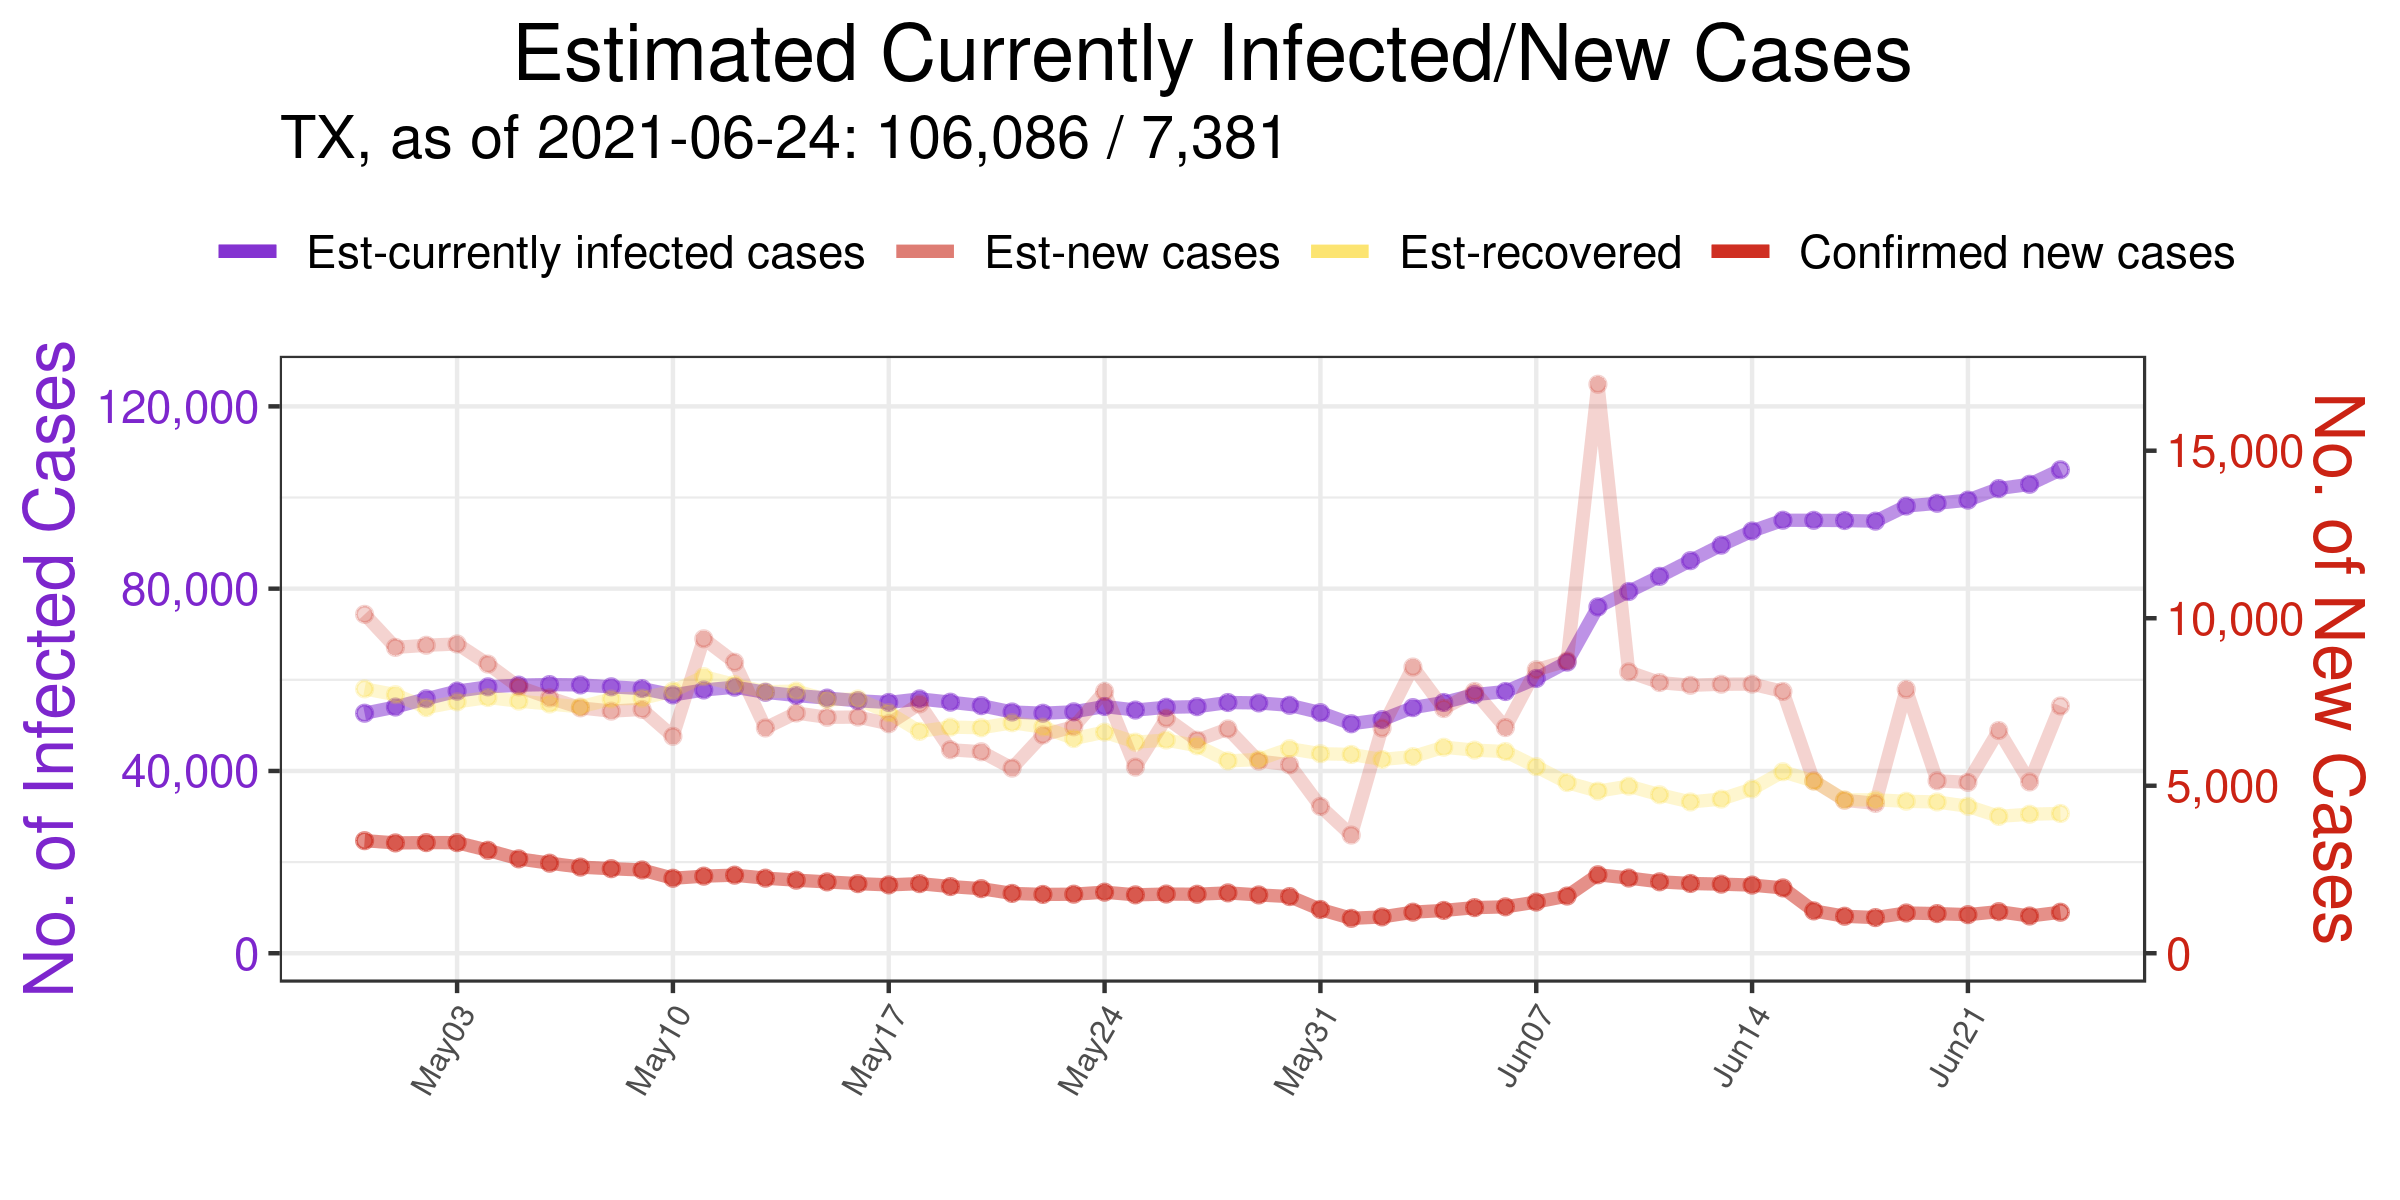 Estimated Currently Infected/New Cases
TX, as of 2021-06-24: 106,086 / 7,381
Est-currently infected cases Est-new cases Est-recovered Confirmed new cases
No. of Infected Cases
120,000
80,000
40,000
0
No. of New Cases
15,000
10,000
5,000
0
May03 May10 May17 May24 May31 Jun07 Jun14 Jun21